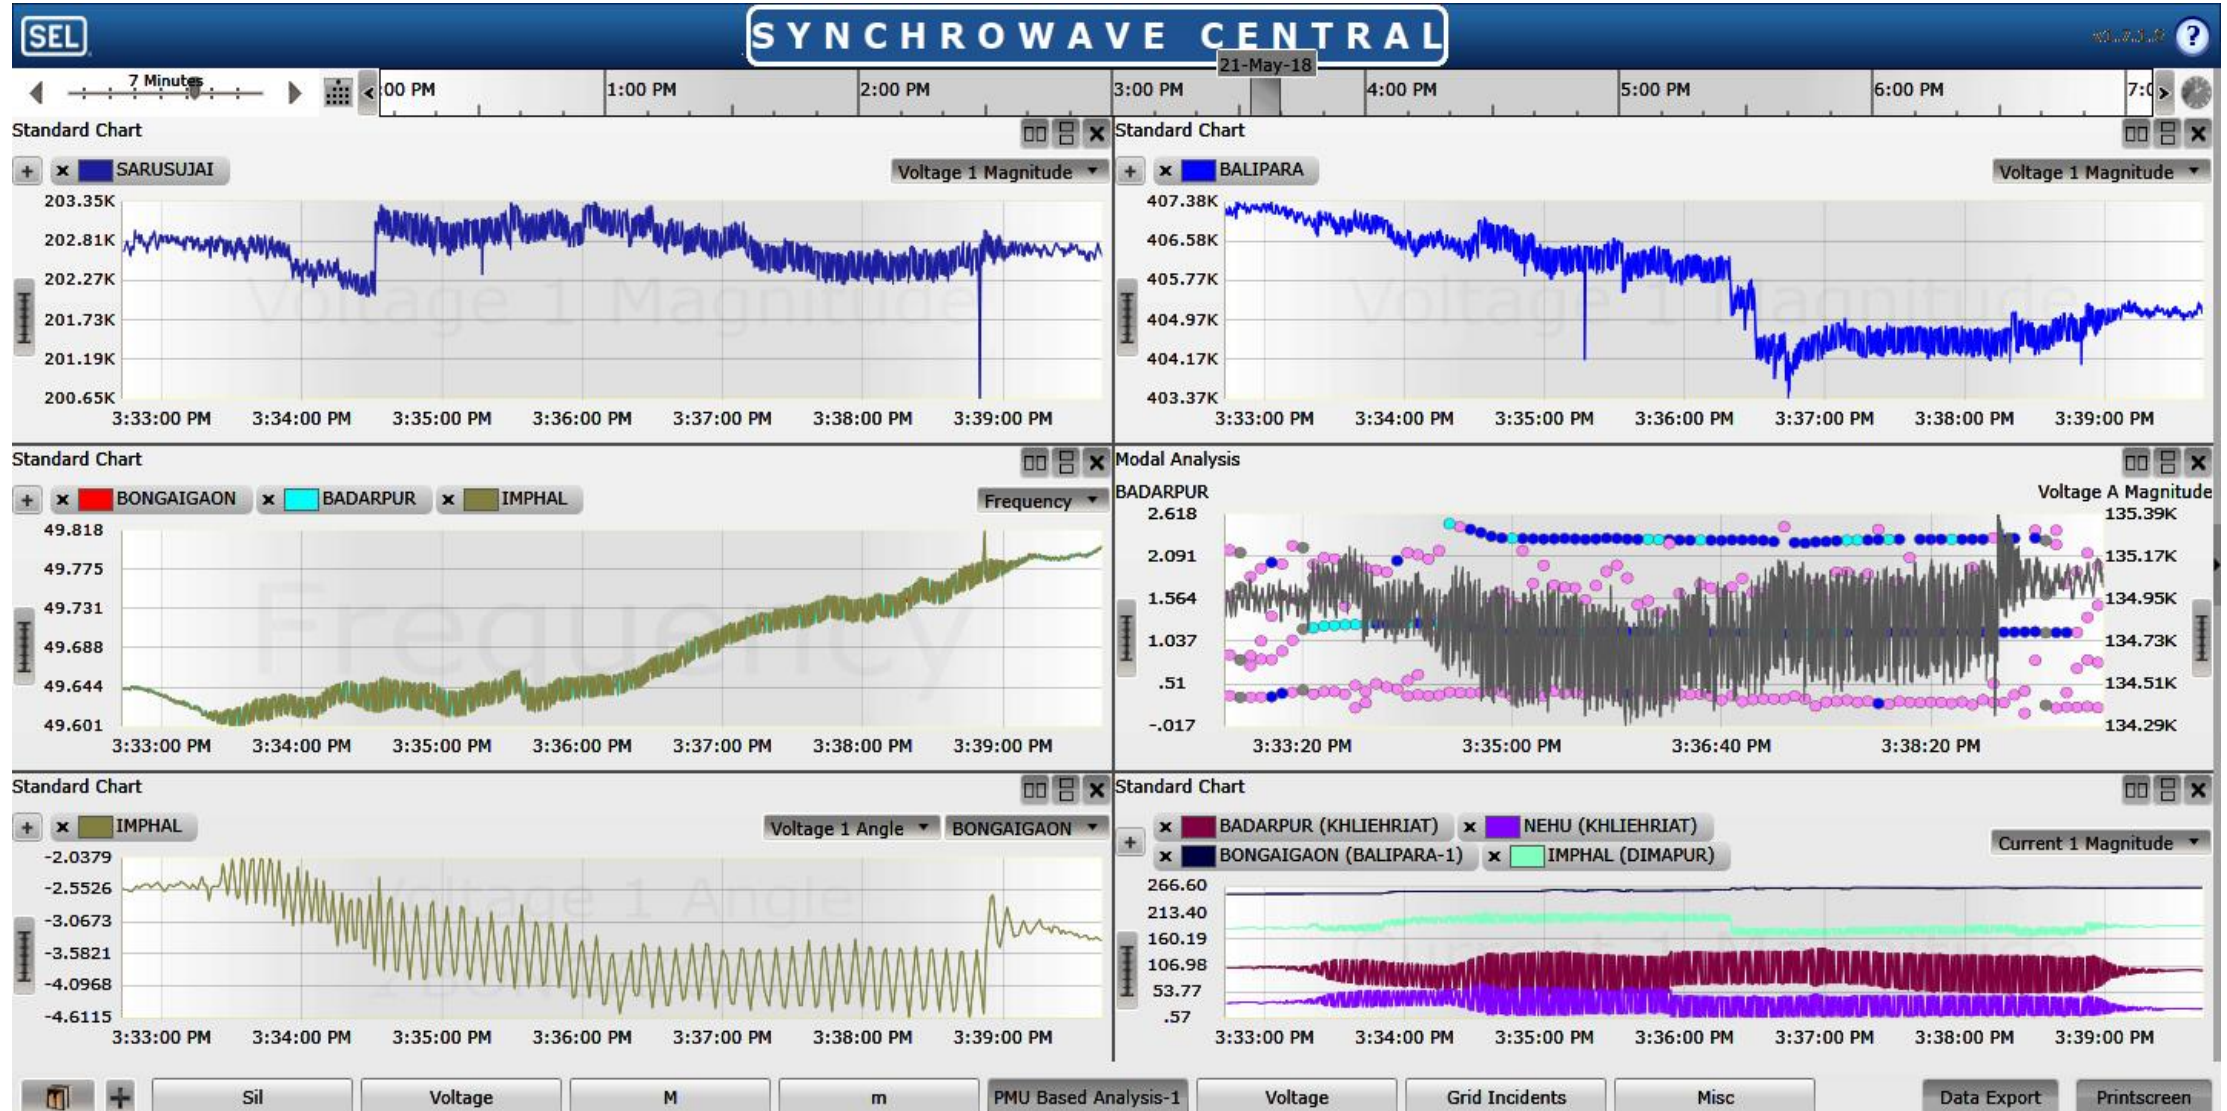 SEL
SYNCHROWAVE CENTRAL
?
21-May-18
7 Minutes
:00 PM 1:00 PM 2:00 PM 3:00 PM 4:00 PM 5:00 PM 6:00 PM
Standard Chart
SARUSUJAI
Voltage 1 Magnitude
203.35K
202.81K
202.27K
201.73K
201.19K
200.65K
Voltage 1 Magnitude
3:33:00 PM 3:34:00 PM 3:35:00 PM 3:36:00 PM 3:37:00 PM 3:38:00 PM 3:39:00 PM
Standard Chart
BALIPARA
Voltage 1 Magnitude
407.38K
406.58K
405.77K
404.97K
404.17K
403.37K
Voltage 1 Magnitude
3:33:00 PM 3:34:00 PM 3:35:00 PM 3:36:00 PM 3:37:00 PM 3:38:00 PM 3:39:00 PM
Standard Chart
BONGAIGAON BADARPUR IMPHAL
Frequency
49.818
49.775
49.731
49.688
49.644
49.601
Frequency
3:33:00 PM 3:34:00 PM 3:35:00 PM 3:36:00 PM 3:37:00 PM 3:38:00 PM 3:39:00 PM
Modal Analysis
BADARPUR
Voltage A Magnitude
2.618
2.091
1.564
1.037
.51
-.017
135.39K
135.17K
134.95K
134.73K
134.51K
134.29K
3:33:20 PM 3:35:00 PM 3:36:40 PM 3:38:20 PM
Standard Chart
IMPHAL
Voltage 1 Angle BONGAIGAON
-2.0379
-2.5526
-3.0673
-3.5821
-4.0968
-4.6115
Voltage 1 Angle
3:33:00 PM 3:34:00 PM 3:35:00 PM 3:36:00 PM 3:37:00 PM 3:38:00 PM 3:39:00 PM
Standard Chart
BADARPUR (KHLIEHRIAT) NEHU (KHLIEHRIAT)
BONGAIGAON (BALIPARA-1) IMPHAL (DIMAPUR)
Current 1 Magnitude
266.60
213.40
160.19
106.98
53.77
.57
Current 1 Magnitude
3:33:00 PM 3:34:00 PM 3:35:00 PM 3:36:00 PM 3:37:00 PM 3:38:00 PM 3:39:00 PM
Sil Voltage M m PMU Based Analysis-1 Voltage Grid Incidents Misc Data Export Printscreen